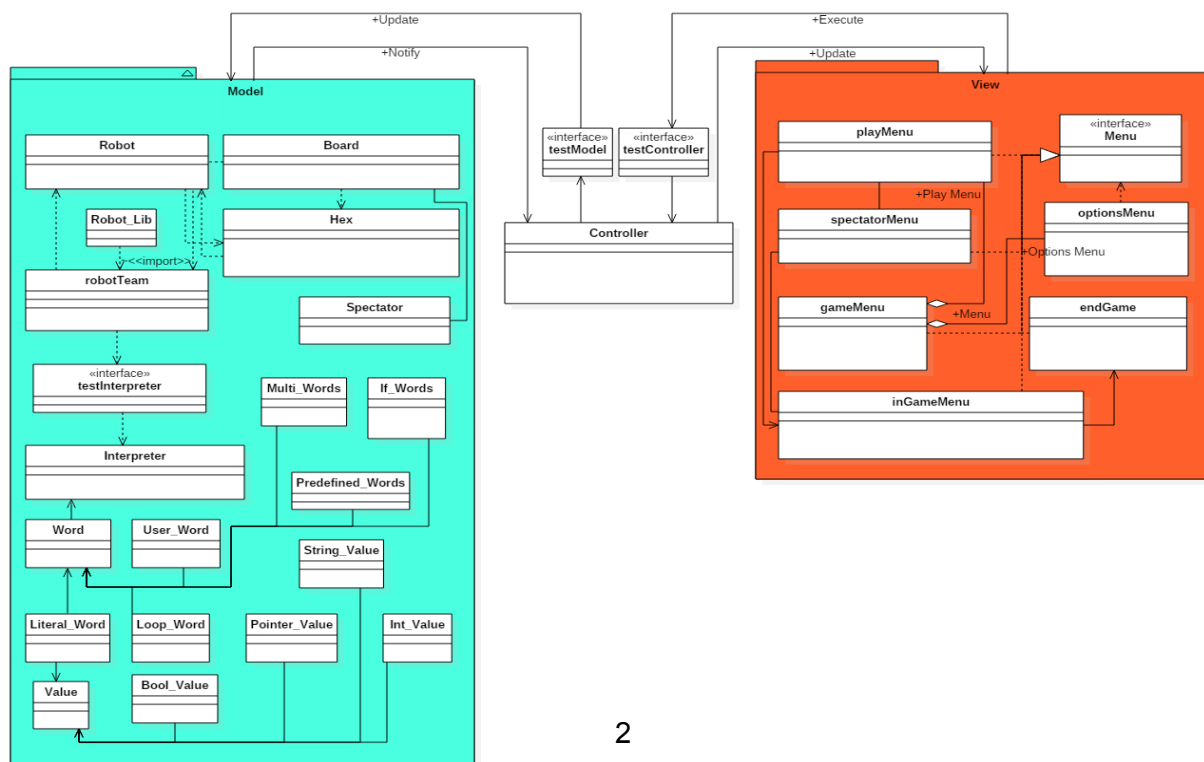 +Update
+Execute
+Notify
+Update
Model
View
Robot
Board
«interface»
testModel
«interface»
testController
playMenu
«interface»
Menu
+Play Menu
Robot_Lib
Hex
Controller
spectatorMenu
optionsMenu
~<<import>>
+Options Menu
robotTeam
Spectator
gameMenu
+Menu
endGame
«interface»
testInterpreter
Multi_Words
If_Words
inGameMenu
Interpreter
Predefined_Words
Word
User_Word
String_Value
Literal_Word
Loop_Word
Pointer_Value
Int_Value
Value
Bool_Value
2